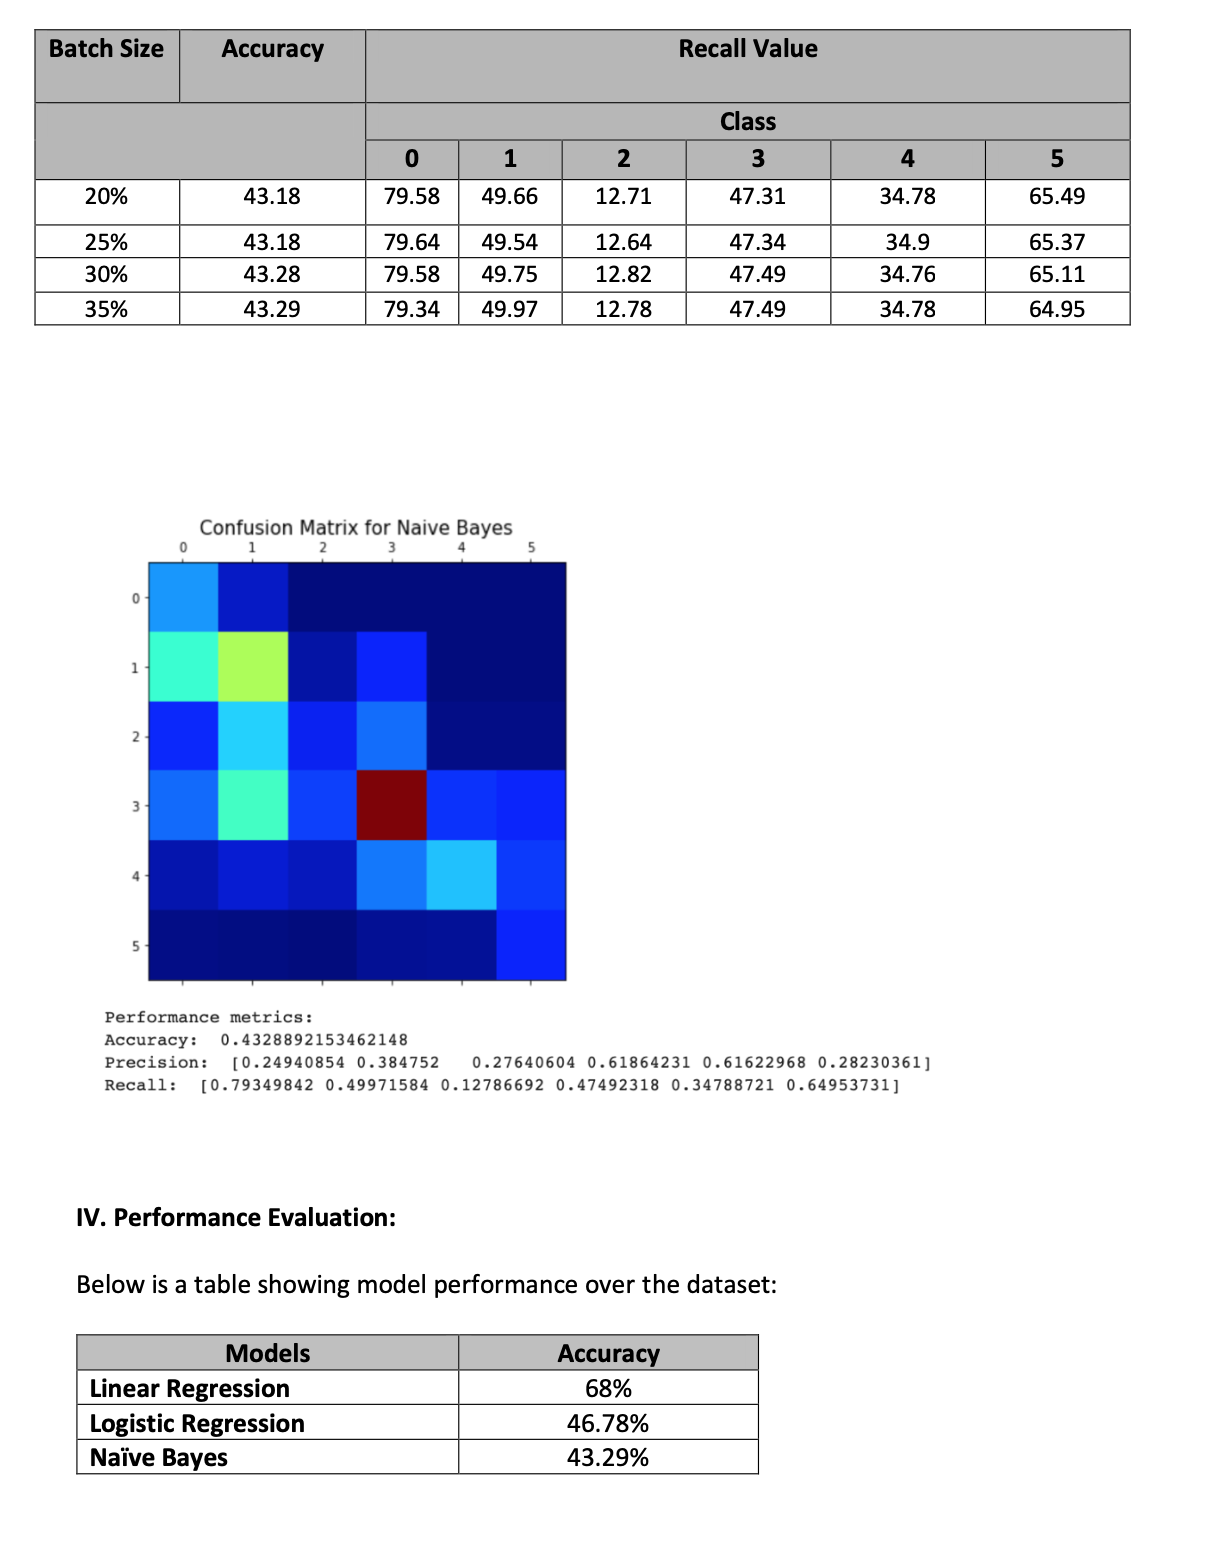 Batch Size Accuracy Recall Value
Class
0 1 2 3 4 5
20% 43.18 79.58 49.66 12.71 47.31 34.78 65.49
25% 43.18 79.64 49.54 12.64 47.34 34.9 65.37
30% 43.28 79.58 49.75 12.82 47.49 34.76 65.11
35% 43.29 79.34 49.97 12.78 47.49 34.78 64.95
Confusion Matrix for Naive Bayes
0 1 2 3 4 5
0
1
2
3
4
5
Performance metrics:
Accuracy: 0.4328892153462148
Precision: [0.24940854 0.384752 0.27640604 0.61864231 0.61622968 0.28230361]
Recall: [0.79349842 0.49971584 0.12786692 0.47492318 0.34788721 0.64953731]
IV. Performance Evaluation:
Below is a table showing model performance over the dataset:
Models Accuracy
Linear Regression 68%
Logistic Regression 46.78%
Naïve Bayes 43.29%